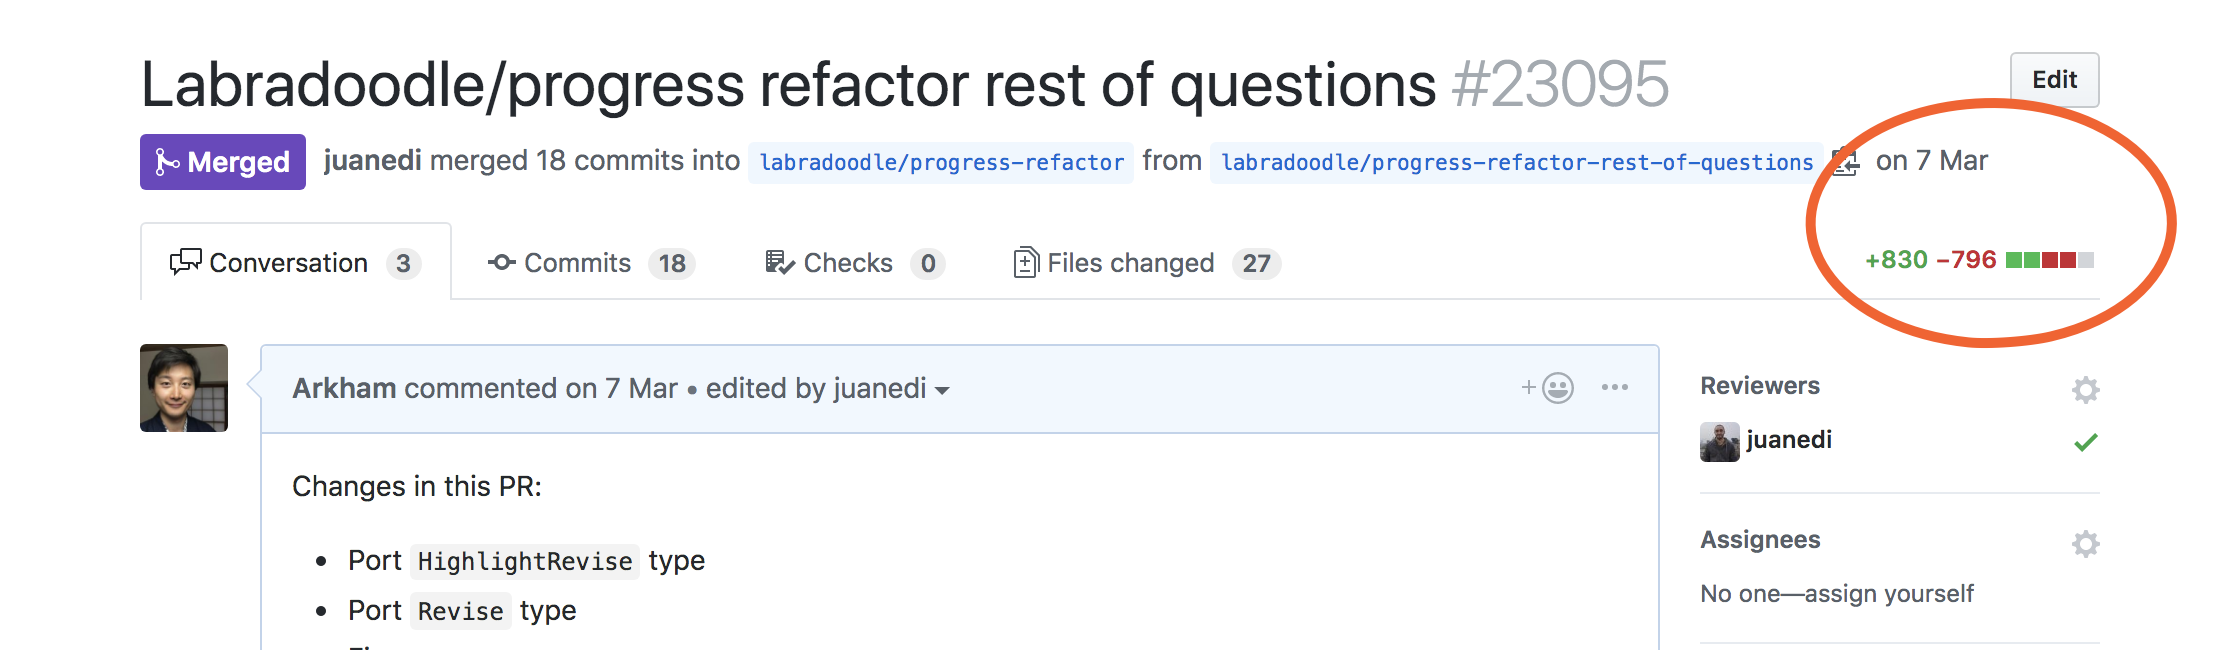 Labradoodle/progress refactor rest of questions #23095
Edit
Merged juanedi merged 18 commits into labradoodle/progress-refactor from labradoodle/progress-refactor-rest-of-questions on 7 Mar
Conversation 3 Commits 18 Checks 0 Files changed 27
+830 −796
Arkham commented on 7 Mar • edited by juanedi
Changes in this PR:
• Port HighlightRevise type
• Port Revise type
Reviewers
juanedi
Assignees
No one—assign yourself